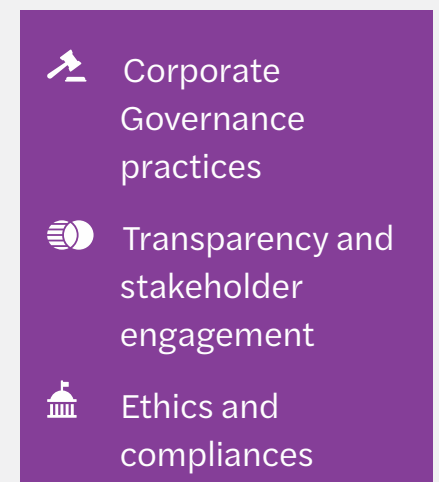 Corporate
Governance
practices
Transparency and
stakeholder
engagement
Ethics and
compliances